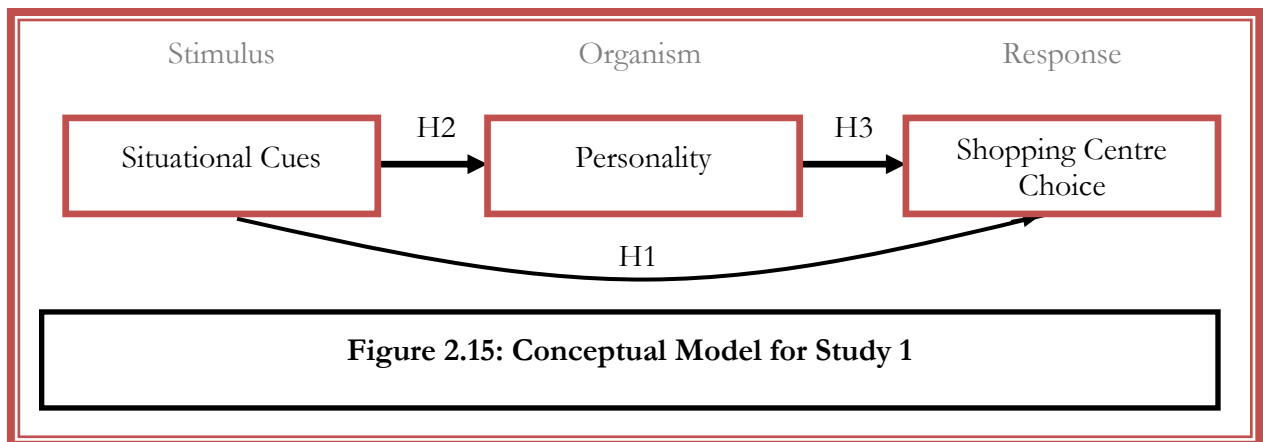 Stimulus
Organism
Response
H2
H3
Situational Cues
Personality
Shopping Centre
Choice
H1
Figure 2.15: Conceptual Model for Study 1